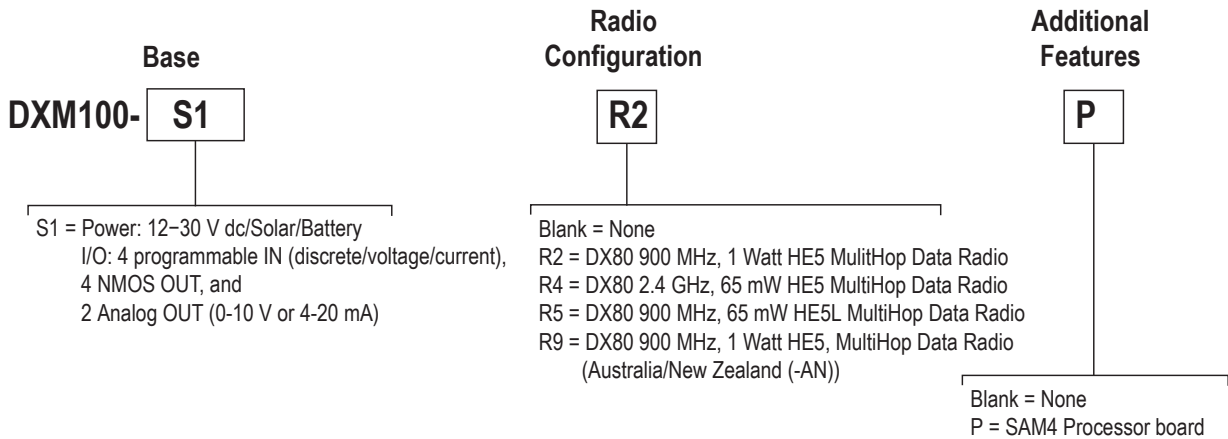 Base
Radio
Configuration
Additional
Features
DXM100- S1
R2
P
S1 = Power: 12−30 V dc/Solar/Battery
I/O: 4 programmable IN (discrete/voltage/current),
4 NMOS OUT, and
2 Analog OUT (0-10 V or 4-20 mA)
Blank = None
R2 = DX80 900 MHz, 1 Watt HE5 MulitHop Data Radio
R4 = DX80 2.4 GHz, 65 mW HE5 MultiHop Data Radio
R5 = DX80 900 MHz, 65 mW HE5L MultiHop Data Radio
R9 = DX80 900 MHz, 1 Watt HE5, MultiHop Data Radio
(Australia/New Zealand (-AN))
Blank = None
P = SAM4 Processor board